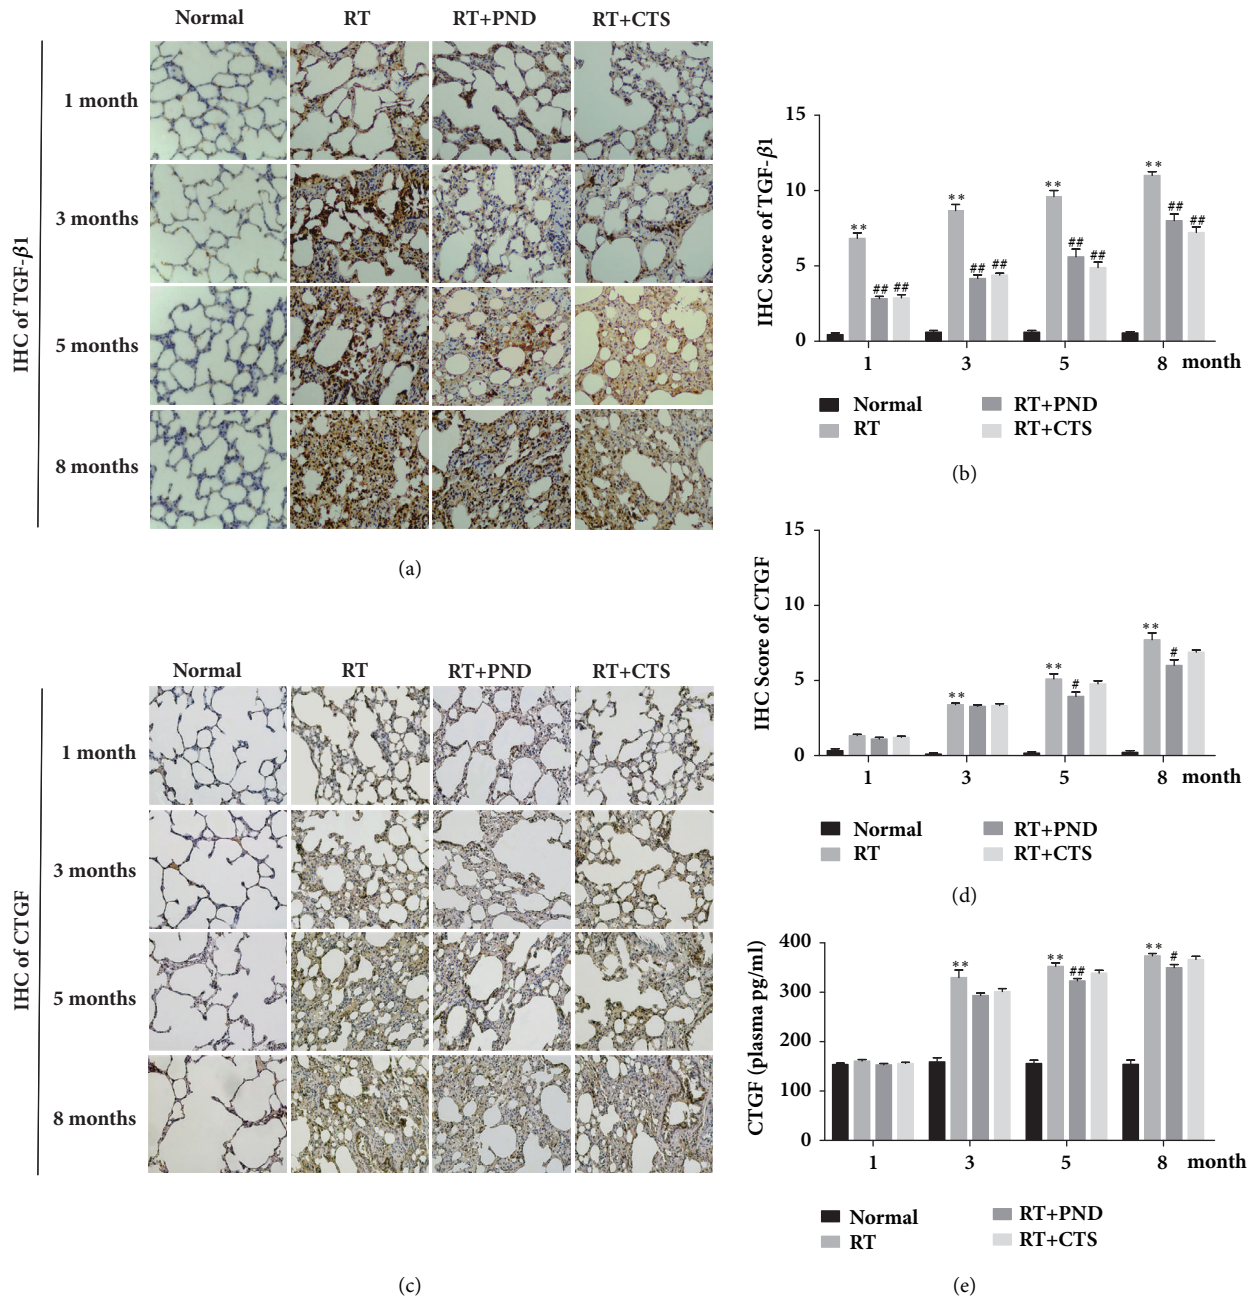 Normal RT RT+PND RT+CTS
IHC of TGF-β1
1 month
3 months
5 months
8 months
(a)
IHC Score of TGF-β1
15
10
5
0
** ## ##
** ## ##
** ## ##
** ## ##
1 3 5 8 month
Normal RT+PND
RT RT+CTS
(b)
Normal RT RT+PND RT+CTS
IHC of CTGF
1 month
3 months
5 months
8 months
(c)
IHC Score of CTGF
15
10
5
0
**
** #
** #
1 3 5 8 month
Normal RT+PND
RT RT+CTS
(d)
CTGF (plasma pg/ml)
400
300
200
100
0
**
** ##
** #
1 3 5 8 month
Normal RT+PND
RT RT+CTS
(e)